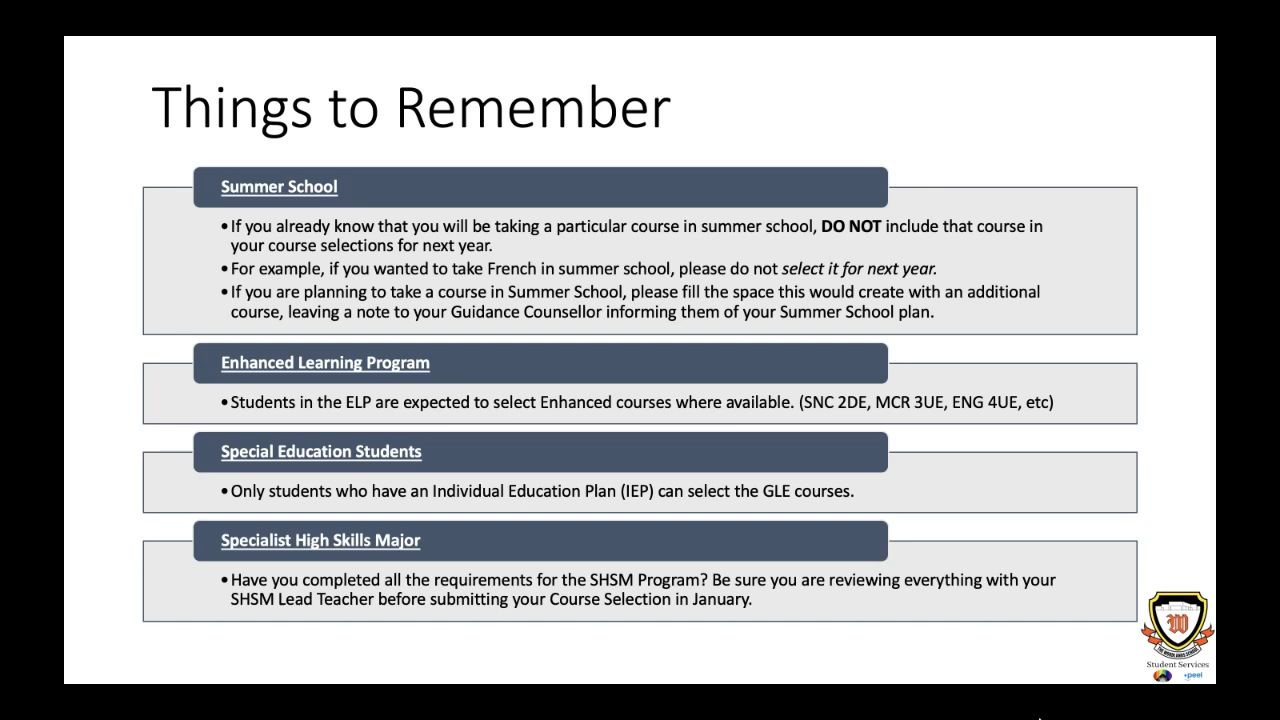 Things to Remember
Summer School
•If you already know that you will be taking a particular course in summer school, DO NOT include that course in
your course selections for next year.
•For example, if you wanted to take French in summer school, please do not select it for next year.
•If you are planning to take a course in Summer School, please fill the space this would create with an additional
course, leaving a note to your Guidance Counsellor informing them of your Summer School plan.
Enhanced Learning Program
•Students in the ELP are expected to select Enhanced courses where available. (SNC 2DE, MCR 3UE, ENG 4UE, etc)
Special Education Students
•Only students who have an Individual Education Plan (IEP) can select the GLE courses.
Specialist High Skills Major
•Have you completed all the requirements for the SHSM Program? Be sure you are reviewing everything with your
SHSM Lead Teacher before submitting your Course Selection in January.
W
THE WOODLANDS SCHOOL
Student Services
peel